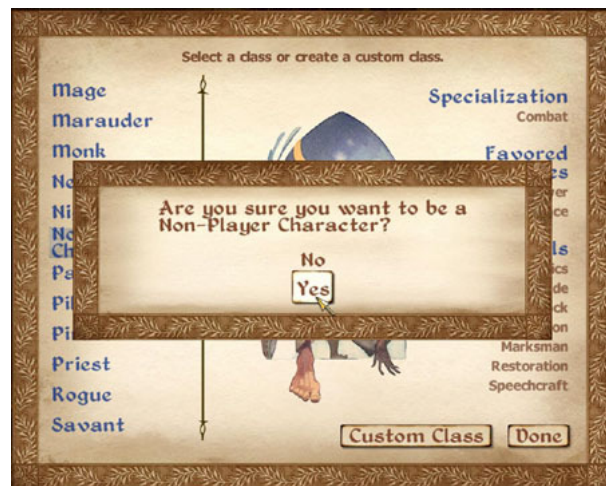 Select a class or create a custom class.
Mage
Marauder
Monk
Specialization
Combat
Favored
Are you sure you want to be a
Non-Player Character?
No
Yes
Marksman
Restoration
Speechcraft
Priest
Rogue
Savant
Custom Class
Done